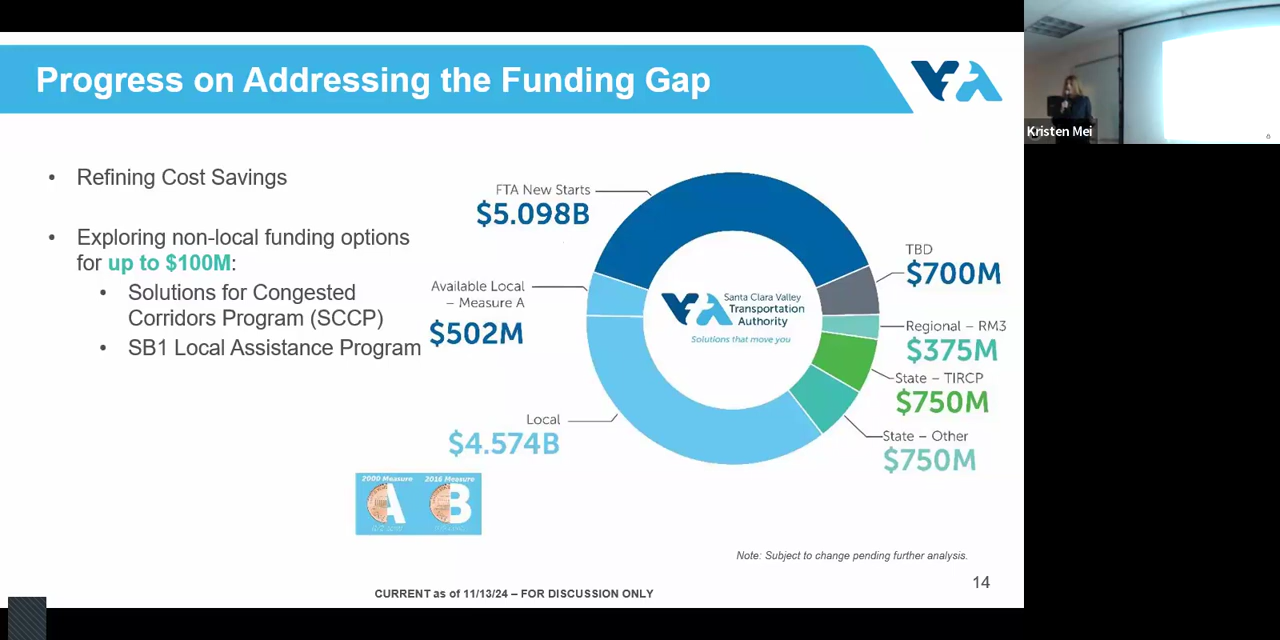 Progress on Addressing the Funding Gap
VTA
Kristen Mei
• Refining Cost Savings
• Exploring non-local funding options
for up to $100M:
• Solutions for Congested
Corridors Program (SCCP)
• SB1 Local Assistance Program
FTA New Starts
$5.098B
Available Local
– Measure A
$502M
Local
$4.574B
TBD
$700M
Regional – RM3
$375M
State – TIRCP
$750M
State – Other
$750M
VTA
Santa Clara Valley
Transportation
Authority
Solutions that move you
2000 Measure
A
2016 Measure
B
Note: Subject to change pending further analysis.
14
CURRENT as of 11/13/24 – FOR DISCUSSION ONLY